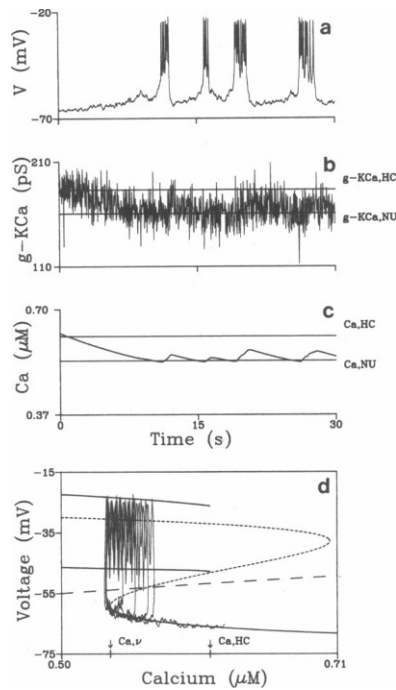 -20
a
V (mV)
-70
210
b
g-KCa,HC
g-KCa (pS)
g-KCa,NU
110
0.70
c
Ca,HC
Ca (μM)
Ca,NU
0.37
0
15
30
Time (s)
-15
d
-35
Voltage (mV)
-55
Ca,ν
Ca,HC
-75
0.50
0.71
Calcium (μM)